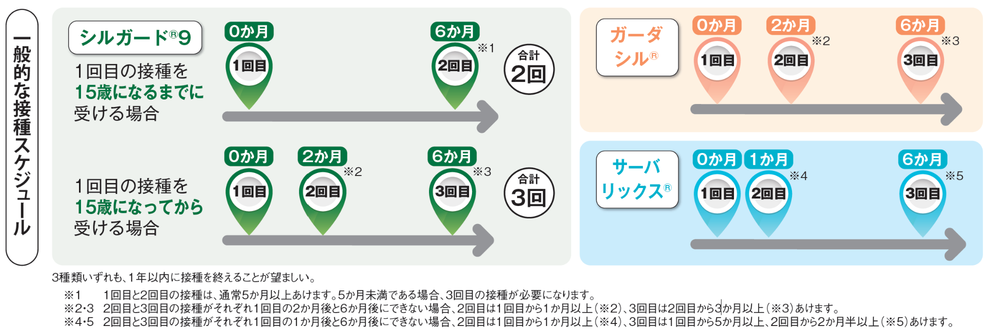 一般的な接種スケジュール
シルガード®9
1回目の接種を
15歳になるまでに
受ける場合
0か月
1回目
6か月
※1
2回目
合計
2回
1回目の接種を
15歳になってから
受ける場合
0か月
1回目
2か月
※2
2回目
6か月
※3
3回目
合計
3回
ガーダ
シル®
0か月
1回目
2か月
※2
2回目
6か月
※3
3回目
サーバ
リックス®
0か月
1回目
1か月
※4
2回目
6か月
※5
3回目
3種類いずれも、1年以内に接種を終えることが望ましい。
※1 1回目と2回目の接種は、通常5か月以上あけます。5か月未満である場合、3回目の接種が必要になります。
※2・3 2回目と3回目の接種がそれぞれ1回目の2か月後と6か月後にできない場合、2回目は1回目から1か月以上（※2）、3回目は2回目から3か月以上（※3）あけます。
※4・5 2回目と3回目の接種がそれぞれ1回目の1か月後と6か月後にできない場合、2回目は1回目から1か月以上（※4）、3回目は1回目から5か月以上、2回目から2か月半以上（※5）あけます。